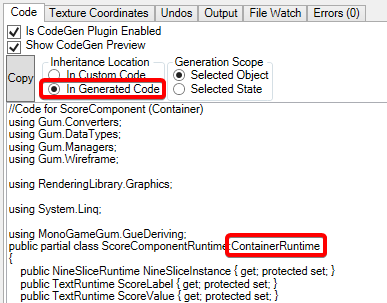 Code Texture Coordinates Undos Output File Watch Errors (0)
Is CodeGen Plugin Enabled
Show CodeGen Preview
Inheritance Location Generation Scope
Copy In Custom Code Selected Object
In Generated Code Selected State
//Code for ScoreComponent (Container)
using Gum.Converters;
using Gum.DataTypes;
using Gum.Managers;
using Gum.Wireframe;
using RenderingLibrary.Graphics;
using System.Linq;
using MonoGameGum.GueDeriving;
public partial class ScoreComponentRuntime:ContainerRuntime
{
public NineSliceRuntime NineSliceInstance { get; protected set; }
public TextRuntime ScoreLabel { get; protected set; }
public TextRuntime ScoreValue { get; protected set; }